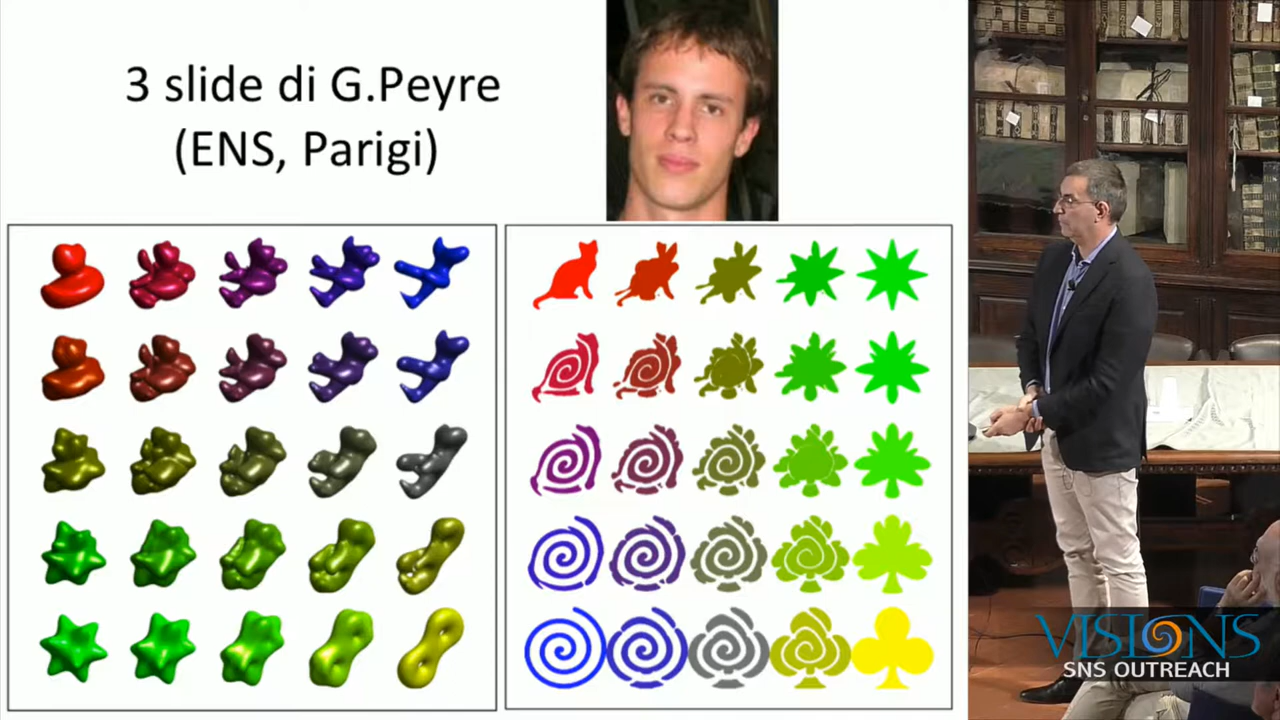 3 slide di G.Peyre
(ENS, Parigi)
VISIONS
SNS OUTREACH